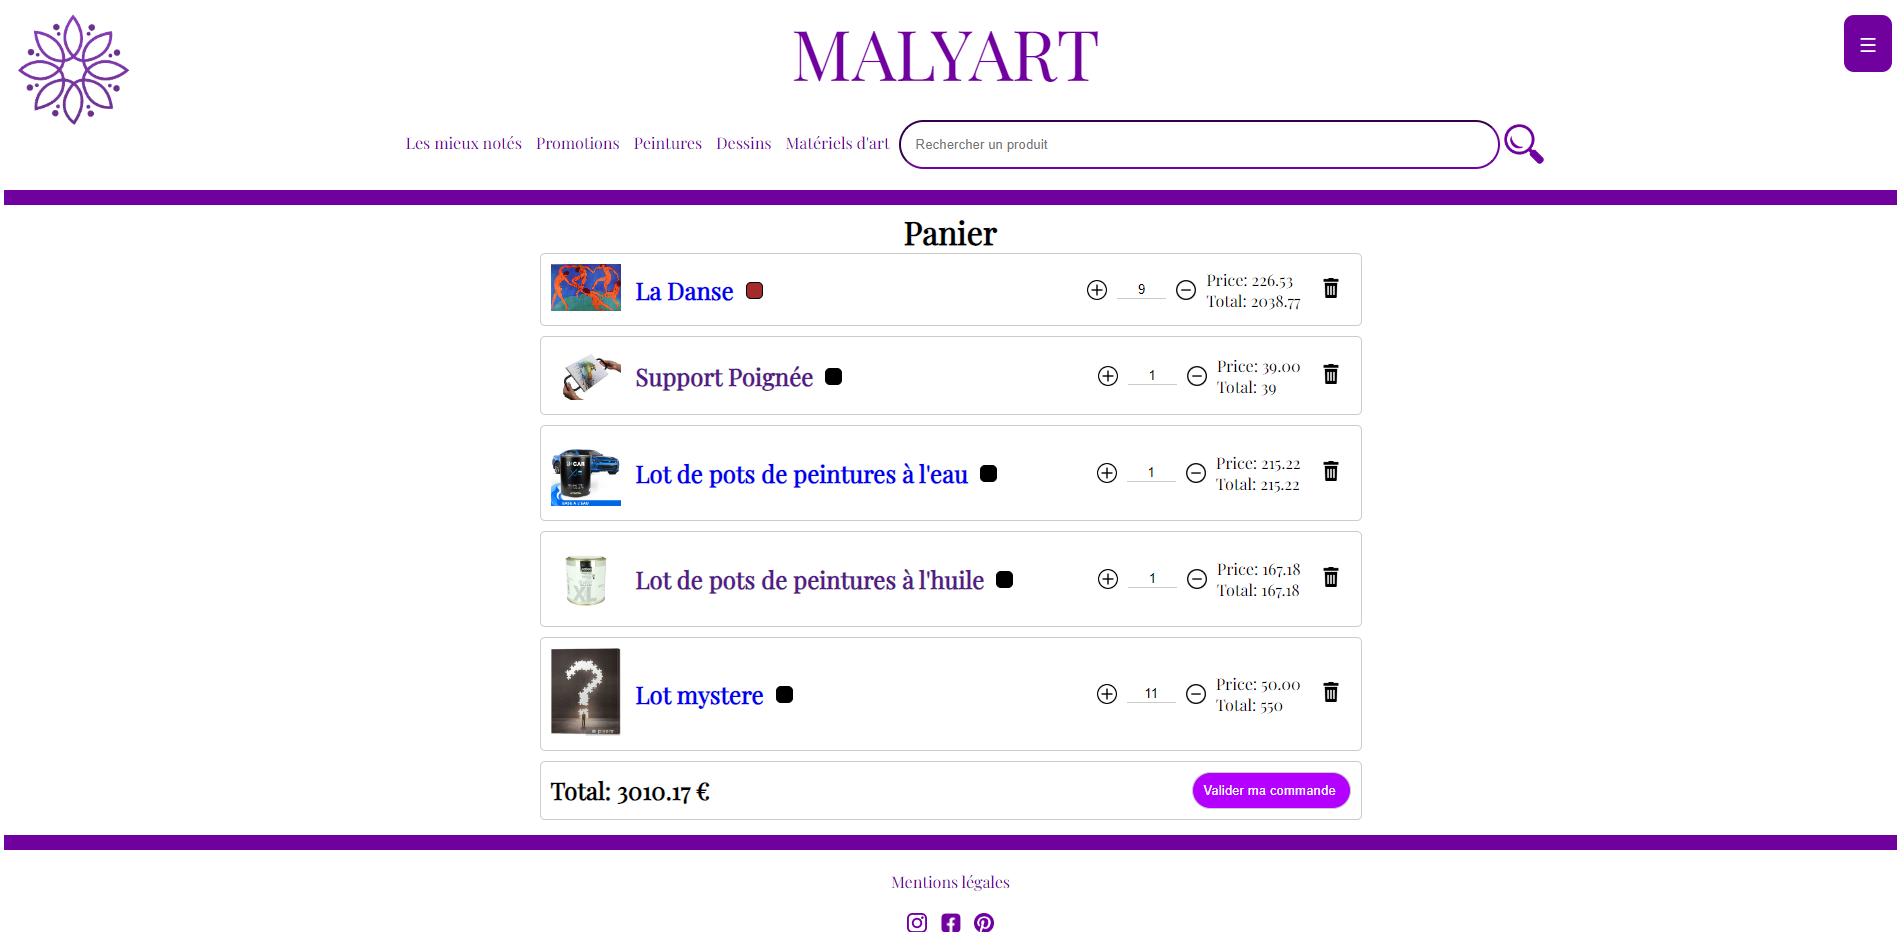 MALYART
☰
Les mieux notés Promotions Peintures Dessins Matériels d'art Rechercher un produit
Panier
La Danse 9 Price: 226.53
Total: 2038.77
Support Poignée 1 Price: 39.00
Total: 39
Lot de pots de peintures à l'eau 1 Price: 215.22
Total: 215.22
Lot de pots de peintures à l'huile 1 Price: 167.18
Total: 167.18
XL
Lot mystere 11 Price: 50.00
Total: 550
?
Total: 3010.17 € Valider ma commande
Mentions légales